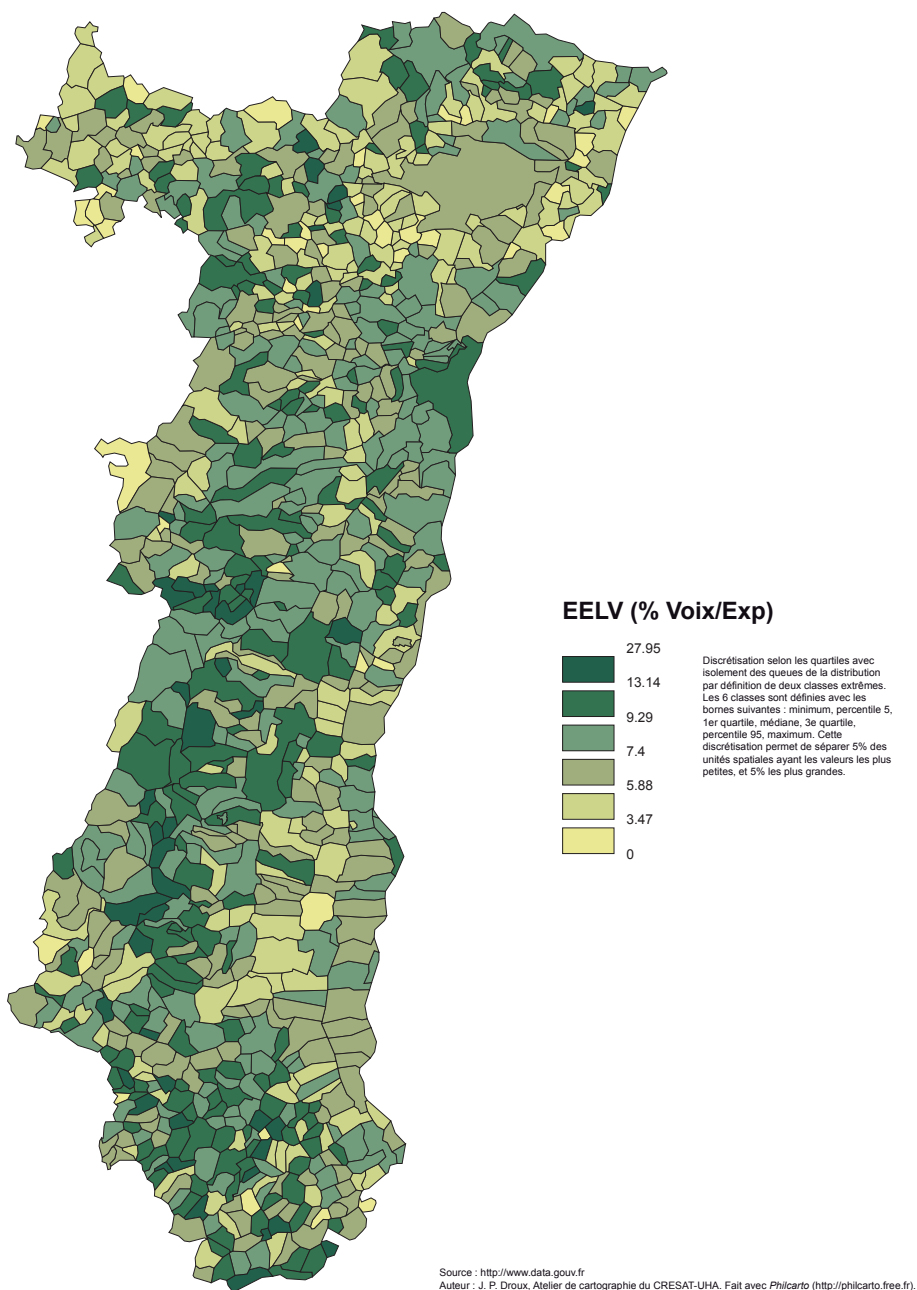 EELV (% Voix/Exp)
27.95
13.14
9.29
7.4
5.88
3.47
0
Discrétisation selon les quartiles avec
isolement des queues de la distribution
par définition de deux classes extrêmes.
Les 6 classes sont définies avec les
bornes suivantes : minimum, percentile 5,
1er quartile, médiane, 3e quartile,
percentile 95, maximum. Cette
discrétisation permet de séparer 5% des
unités spatiales ayant les valeurs les plus
petites, et 5% les plus grandes.
Source : http://www.data.gouv.fr
Auteur : J. P. Droux, Atelier de cartographie du CRESAT-UHA. Fait avec Philcarto (http://philcarto.free.fr).